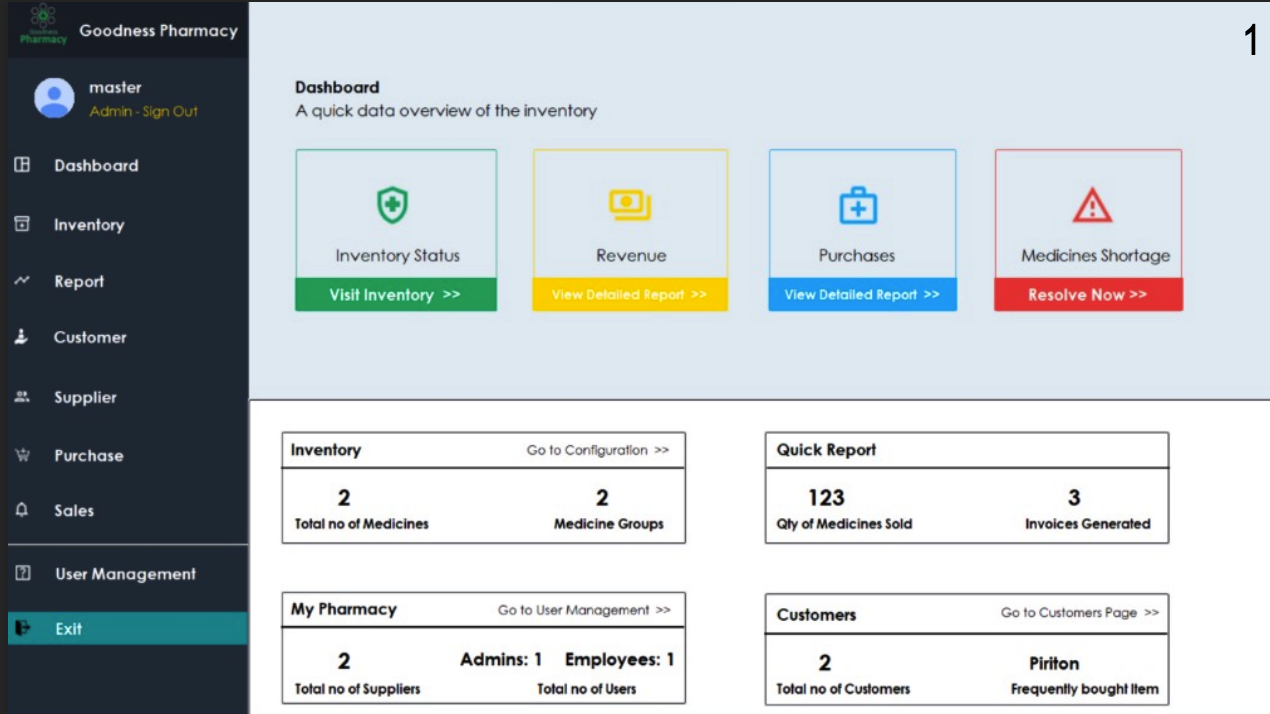 Goodness
Pharmacy
Goodness Pharmacy
1
master
Admin - Sign Out
Dashboard
Inventory
Report
Customer
Supplier
Purchase
Sales
User Management
Exit
Dashboard
A quick data overview of the inventory
Inventory Status
Visit Inventory >>
Revenue
View Detailed Report >>
Purchases
View Detailed Report >>
Medicines Shortage
Resolve Now >>
Inventory Go to Configuration >>
2 2
Total no of Medicines Medicine Groups
Quick Report
123 3
Qty of Medicines Sold Invoices Generated
My Pharmacy Go to User Management >>
2 Admins: 1 Employees: 1
Total no of Suppliers Total no of Users
Customers Go to Customers Page >>
2 Piriton
Total no of Customers Frequently bought Item